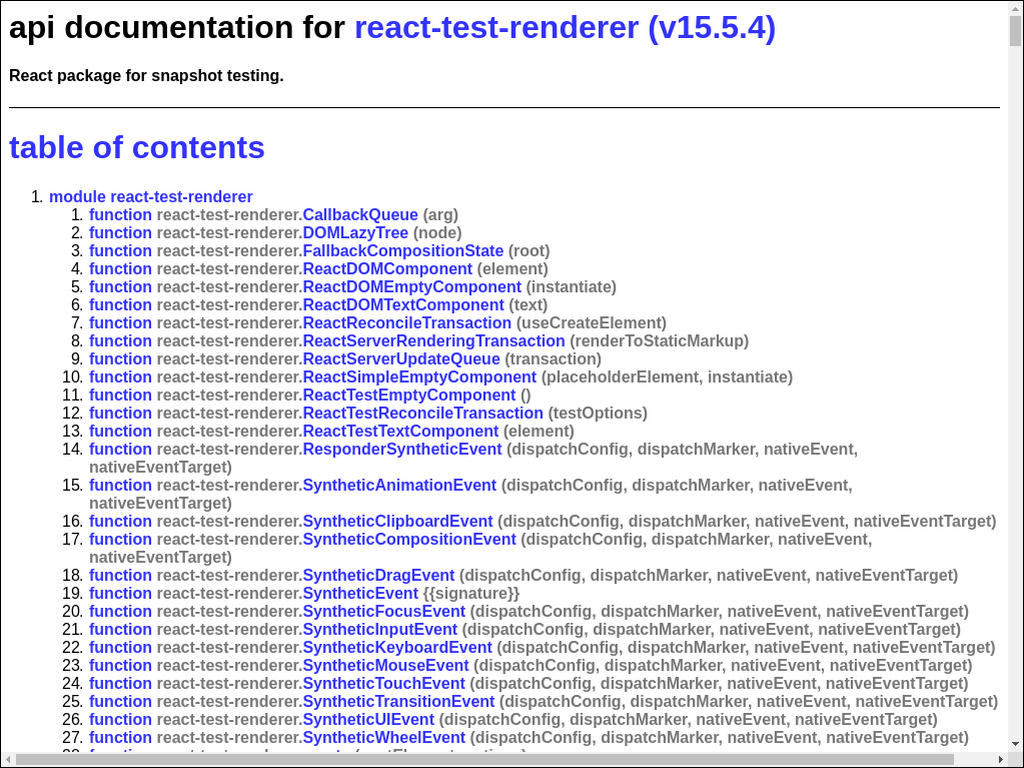 api documentation for react-test-renderer (v15.5.4)
React package for snapshot testing.
table of contents
1. module react-test-renderer
1. function react-test-renderer.CallbackQueue (arg)
2. function react-test-renderer.DOMLazyTree (node)
3. function react-test-renderer.FallbackCompositionState (root)
4. function react-test-renderer.ReactDOMComponent (element)
5. function react-test-renderer.ReactDOMEmptyComponent (instantiate)
6. function react-test-renderer.ReactDOMTextComponent (text)
7. function react-test-renderer.ReactReconcileTransaction (useCreateElement)
8. function react-test-renderer.ReactServerRenderingTransaction (renderToStaticMarkup)
9. function react-test-renderer.ReactServerUpdateQueue (transaction)
10. function react-test-renderer.ReactSimpleEmptyComponent (placeholderElement, instantiate)
11. function react-test-renderer.ReactTestEmptyComponent ()
12. function react-test-renderer.ReactTestReconcileTransaction (testOptions)
13. function react-test-renderer.ReactTestTextComponent (element)
14. function react-test-renderer.ResponderSyntheticEvent (dispatchConfig, dispatchMarker, nativeEvent,
nativeEventTarget)
15. function react-test-renderer.SyntheticAnimationEvent (dispatchConfig, dispatchMarker, nativeEvent,
nativeEventTarget)
16. function react-test-renderer.SyntheticClipboardEvent (dispatchConfig, dispatchMarker, nativeEvent, nativeEventTarget)
17. function react-test-renderer.SyntheticCompositionEvent (dispatchConfig, dispatchMarker, nativeEvent,
nativeEventTarget)
18. function react-test-renderer.SyntheticDragEvent (dispatchConfig, dispatchMarker, nativeEvent, nativeEventTarget)
19. function react-test-renderer.SyntheticEvent {{signature}}
20. function react-test-renderer.SyntheticFocusEvent (dispatchConfig, dispatchMarker, nativeEvent, nativeEventTarget)
21. function react-test-renderer.SyntheticInputEvent (dispatchConfig, dispatchMarker, nativeEvent, nativeEventTarget)
22. function react-test-renderer.SyntheticKeyboardEvent (dispatchConfig, dispatchMarker, nativeEvent, nativeEventTarget)
23. function react-test-renderer.SyntheticMouseEvent (dispatchConfig, dispatchMarker, nativeEvent, nativeEventTarget)
24. function react-test-renderer.SyntheticTouchEvent (dispatchConfig, dispatchMarker, nativeEvent, nativeEventTarget)
25. function react-test-renderer.SyntheticTransitionEvent (dispatchConfig, dispatchMarker, nativeEvent, nativeEventTarget)
26. function react-test-renderer.SyntheticUIEvent (dispatchConfig, dispatchMarker, nativeEvent, nativeEventTarget)
27. function react-test-renderer.SyntheticWheelEvent (dispatchConfig, dispatchMarker, nativeEvent, nativeEventTarget)